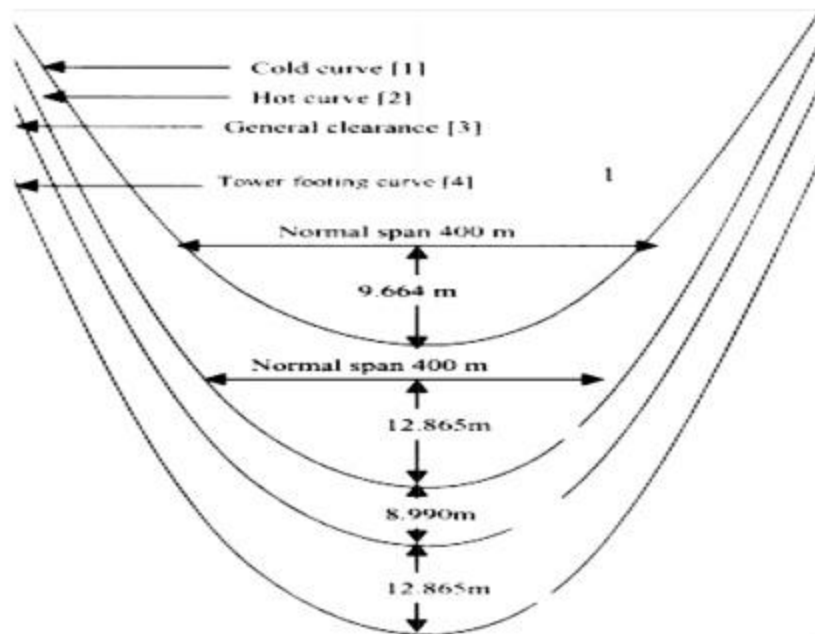 Cold curve [1]
Hot curve [2]
General clearance [3]
Tower footing curve [4]
1
Normal span 400 m
9.664 m
Normal span 400 m
12.865m
8.990m
12.865m